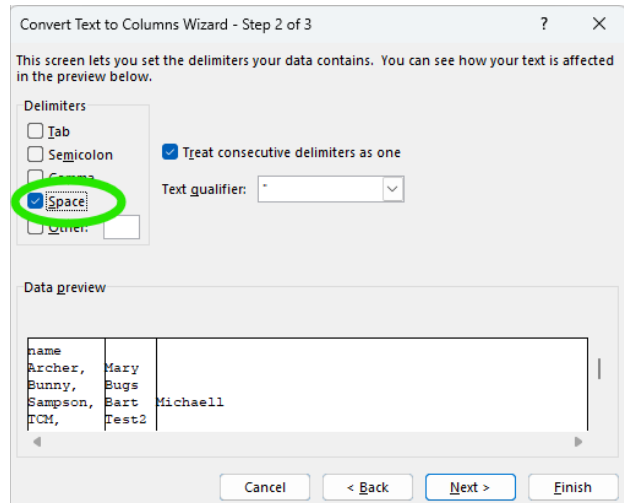 Convert Text to Columns Wizard - Step 2 of 3 ? ×
This screen lets you set the delimiters your data contains. You can see how your text is affected
in the preview below.
Delimiters
Tab
Semicolon
Treat consecutive delimiters as one
Comma
Text qualifier: "
Space
Other:
Data preview
name
Archer, Mary
Bunny, Bugs
Sampson, Bart Michaell
TCM, Test2
Cancel < Back Next > Finish